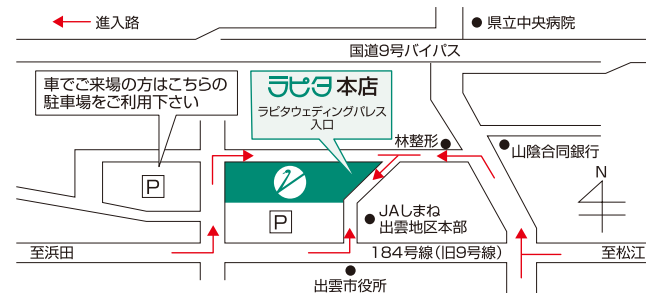 進入路
県立中央病院
国道9号バイパス
車でご来場の方はこちらの
駐車場をご利用下さい
ラピタ本店
ラピタウェディングパレス
入口
林整形
山陰合同銀行
N
P
P
JAしまね
出雲地区本部
至浜田
184号線(旧9号線)
至松江
出雲市役所